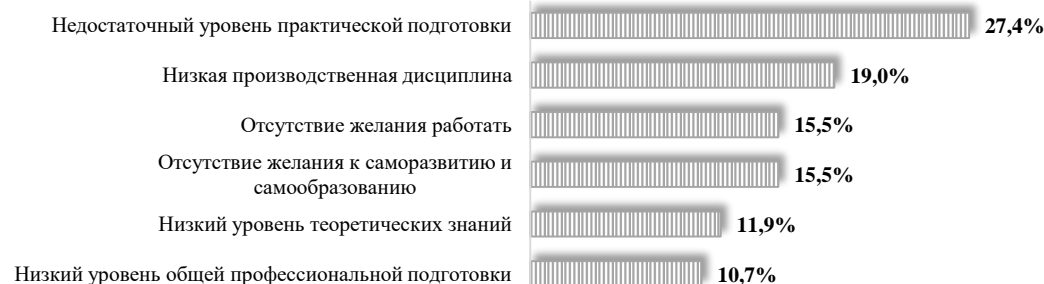 Недостаточный уровень практической подготовки 27,4%
Низкая производственная дисциплина 19,0%
Отсутствие желания работать 15,5%
Отсутствие желания к саморазвитию и
самообразованию 15,5%
Низкий уровень теоретических знаний 11,9%
Низкий уровень общей профессиональной подготовки 10,7%